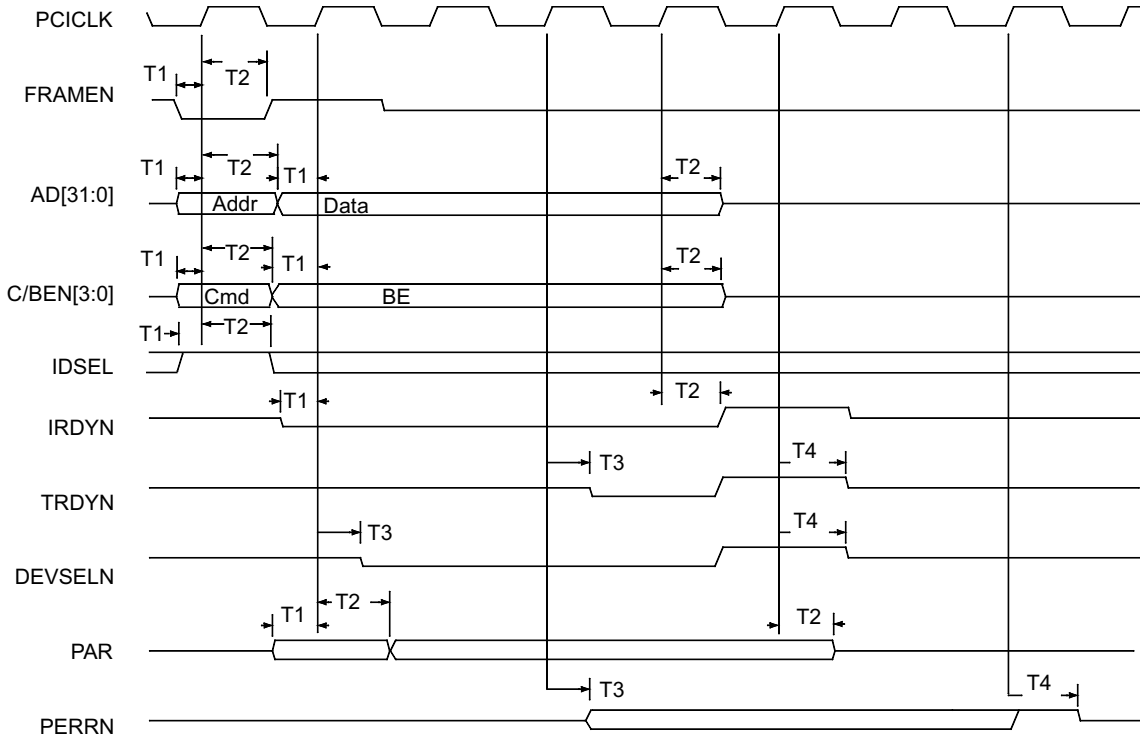 PCICLK
T1 T2
FRAMEN
T1 T2 T1 T2
AD[31:0] Addr Data
T1 T2 T1 T2
C/BEN[3:0] Cmd BE
T1 T2
IDSEL
T1 T2
IRDYN
T3 T4
TRDYN
T3 T4
DEVSELN
T1 T2 T2
PAR
T3 T4
PERRN